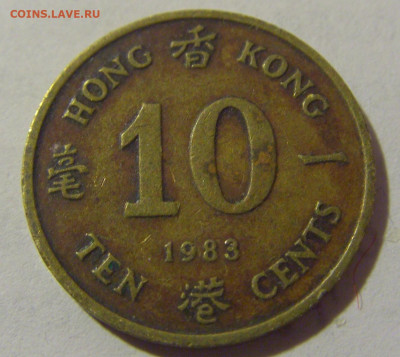 COINS.LAVE.RU
HONG 香 KONG
毫 10 一
1983
TEN 港 CENTS